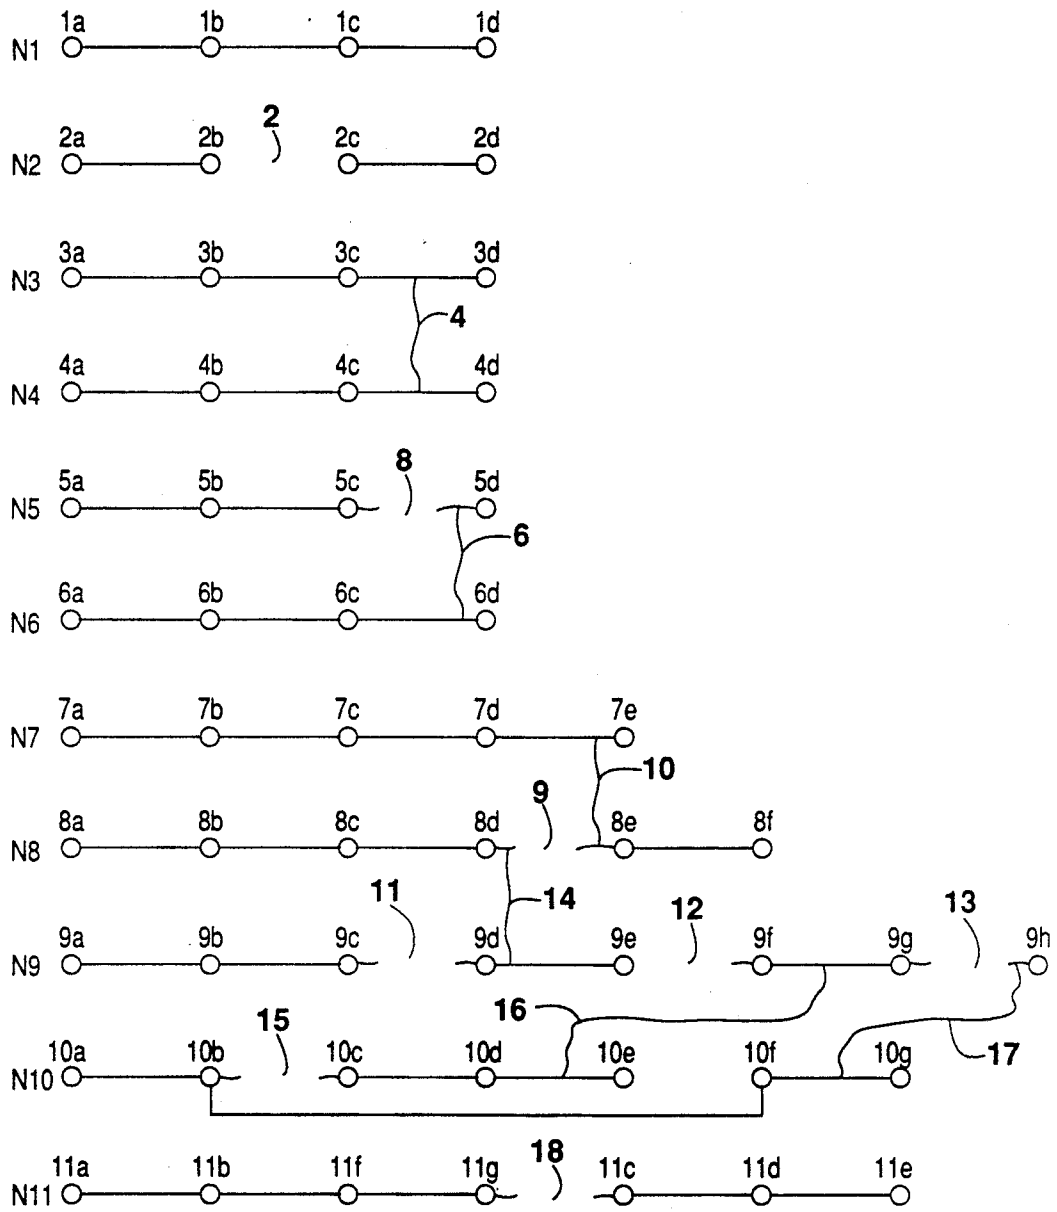 1a 1b 1c 1d
N1
2
2a 2b 2c 2d
N2
3a 3b 3c 3d
N3
4
4a 4b 4c 4d
N4
8
5a 5b 5c 5d
N5
6
6a 6b 6c 6d
N6
7a 7b 7c 7d 7e
N7
10
9
8a 8b 8c 8d 8e 8f
N8
11 14 12 13
9a 9b 9c 9d 9e 9f 9g 9h
N9
15 16
17
10a 10b 10c 10d 10e 10f 10g
N10
18
11a 11b 11f 11g 11c 11d 11e
N11